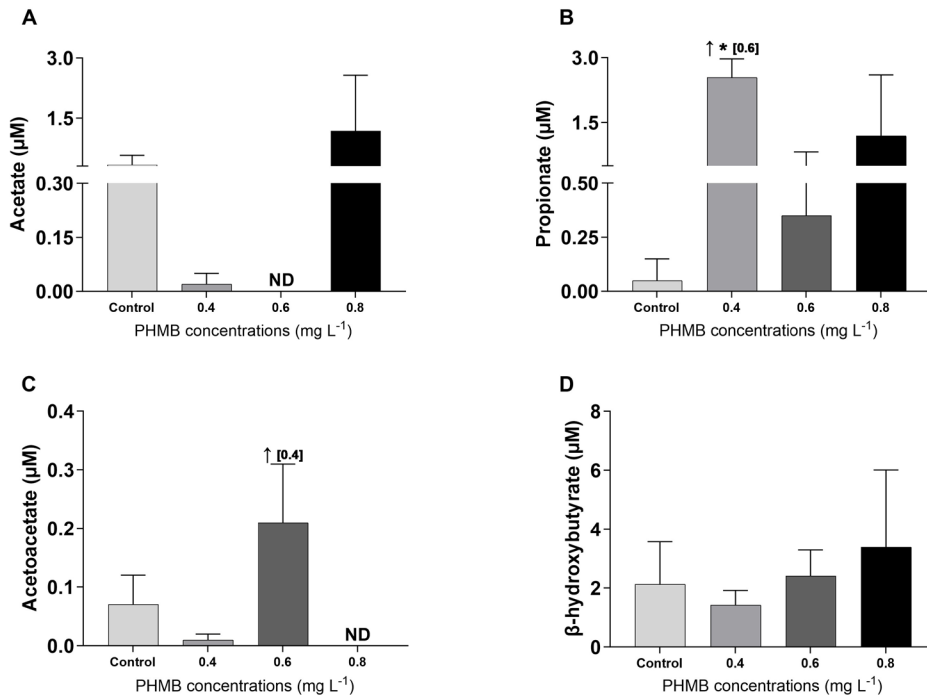 A
Acetate (µM)
3.0
1.5
0.30
0.15
0.00
ND
Control 0.4 0.6 0.8
PHMB concentrations (mg L⁻¹)
B
Propionate (µM)
↑ * [0.6]
3.0
1.5
0.50
0.25
0.00
Control 0.4 0.6 0.8
PHMB concentrations (mg L⁻¹)
C
Acetoacetate (µM)
0.4
↑ [0.4]
0.3
0.2
0.1
0.0
ND
Control 0.4 0.6 0.8
PHMB concentrations (mg L⁻¹)
D
β-hydroxybutyrate (µM)
8
6
4
2
0
Control 0.4 0.6 0.8
PHMB concentrations (mg L⁻¹)